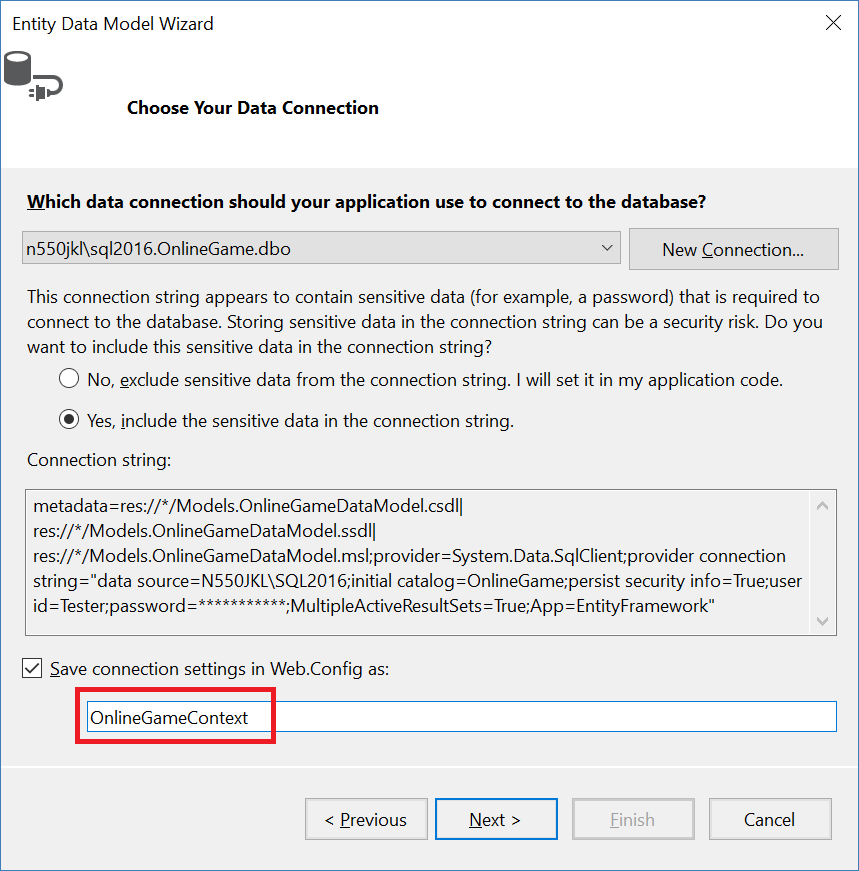 Entity Data Model Wizard
Choose Your Data Connection
Which data connection should your application use to connect to the database?
n550jkl\sql2016.OnlineGame.dbo
New Connection...
This connection string appears to contain sensitive data (for example, a password) that is required to
connect to the database. Storing sensitive data in the connection string can be a security risk. Do you
want to include this sensitive data in the connection string?
No, exclude sensitive data from the connection string. I will set it in my application code.
Yes, include the sensitive data in the connection string.
Connection string:
metadata=res://*/Models.OnlineGameDataModel.csdl|
res://*/Models.OnlineGameDataModel.ssdl|
res://*/Models.OnlineGameDataModel.msl;provider=System.Data.SqlClient;provider connection
string="data source=N550JKL\SQL2016;initial catalog=OnlineGame;persist security info=True;user
id=Tester;password=***********;MultipleActiveResultSets=True;App=EntityFramework"
Save connection settings in Web.Config as:
OnlineGameContext
< Previous
Next >
Finish
Cancel